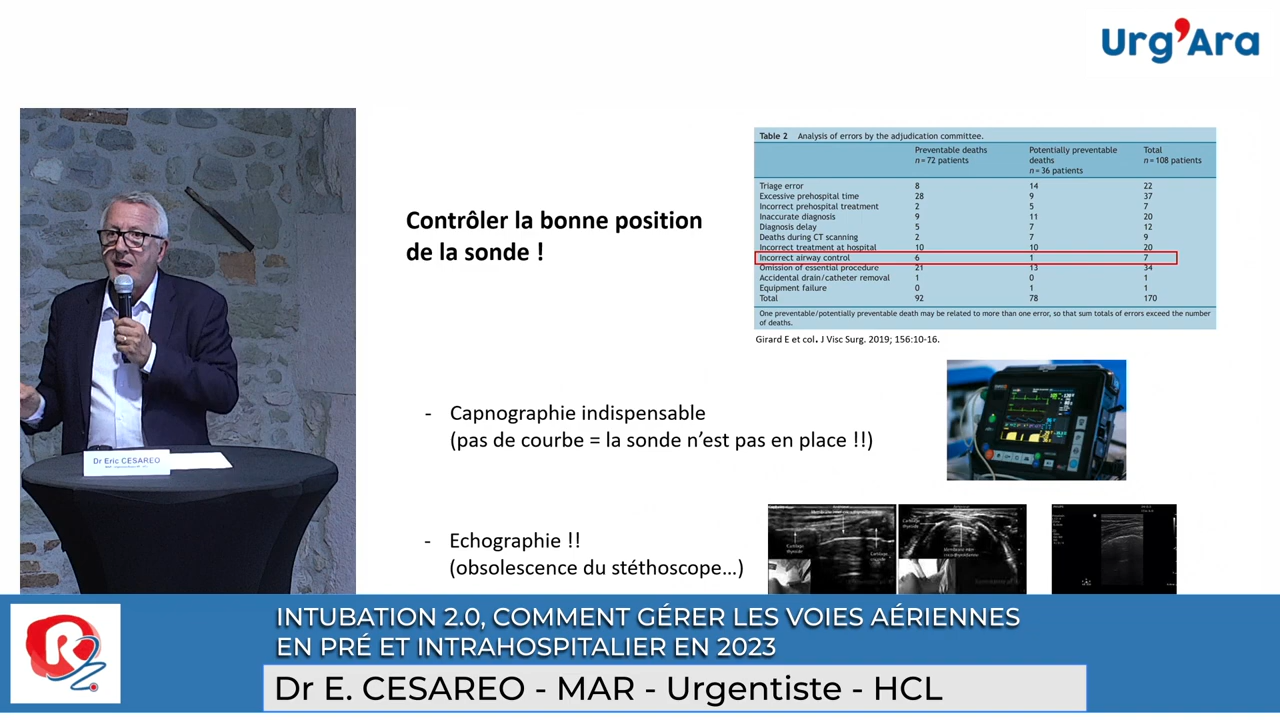 Urg'Ara
Contrôler la bonne position
de la sonde !
Table 2 Analysis of errors by the adjudication committee.
Preventable deaths
n = 72 patients
Potentially preventable
deaths
n = 36 patients
Total
n = 108 patients
Triage error 8 14 22
Excessive prehospital time 28 9 37
Incorrect prehospital treatment 2 5 7
Inaccurate diagnosis 9 11 20
Diagnosis delay 5 7 12
Deaths during CT scanning 2 7 9
Incorrect treatment at hospital 10 10 20
Incorrect airway control 6 1 7
Omission of essential procedure 21 13 34
Accidental drain/catheter removal 1 0 1
Equipment failure 0 1 1
Total 92 78 170
One preventable/potentially preventable death may be related to more than one error, so that sum totals of errors exceed the number
of deaths.
Girard E et col. J Visc Surg. 2019; 156:10-16.
- Capnographie indispensable
(pas de courbe = la sonde n'est pas en place !!)
- Echographie !!
(obsolescence du stéthoscope…)
Cartilage
thyroide
Cartilage
Cartilage
thyroide
Membrane inter
Dr Eric CESAREO
R
INTUBATION 2.0, COMMENT GÉRER LES VOIES AÉRIENNES
EN PRÉ ET INTRAHOSPITALIER EN 2023
Dr E. CESAREO - MAR - Urgentiste - HCL